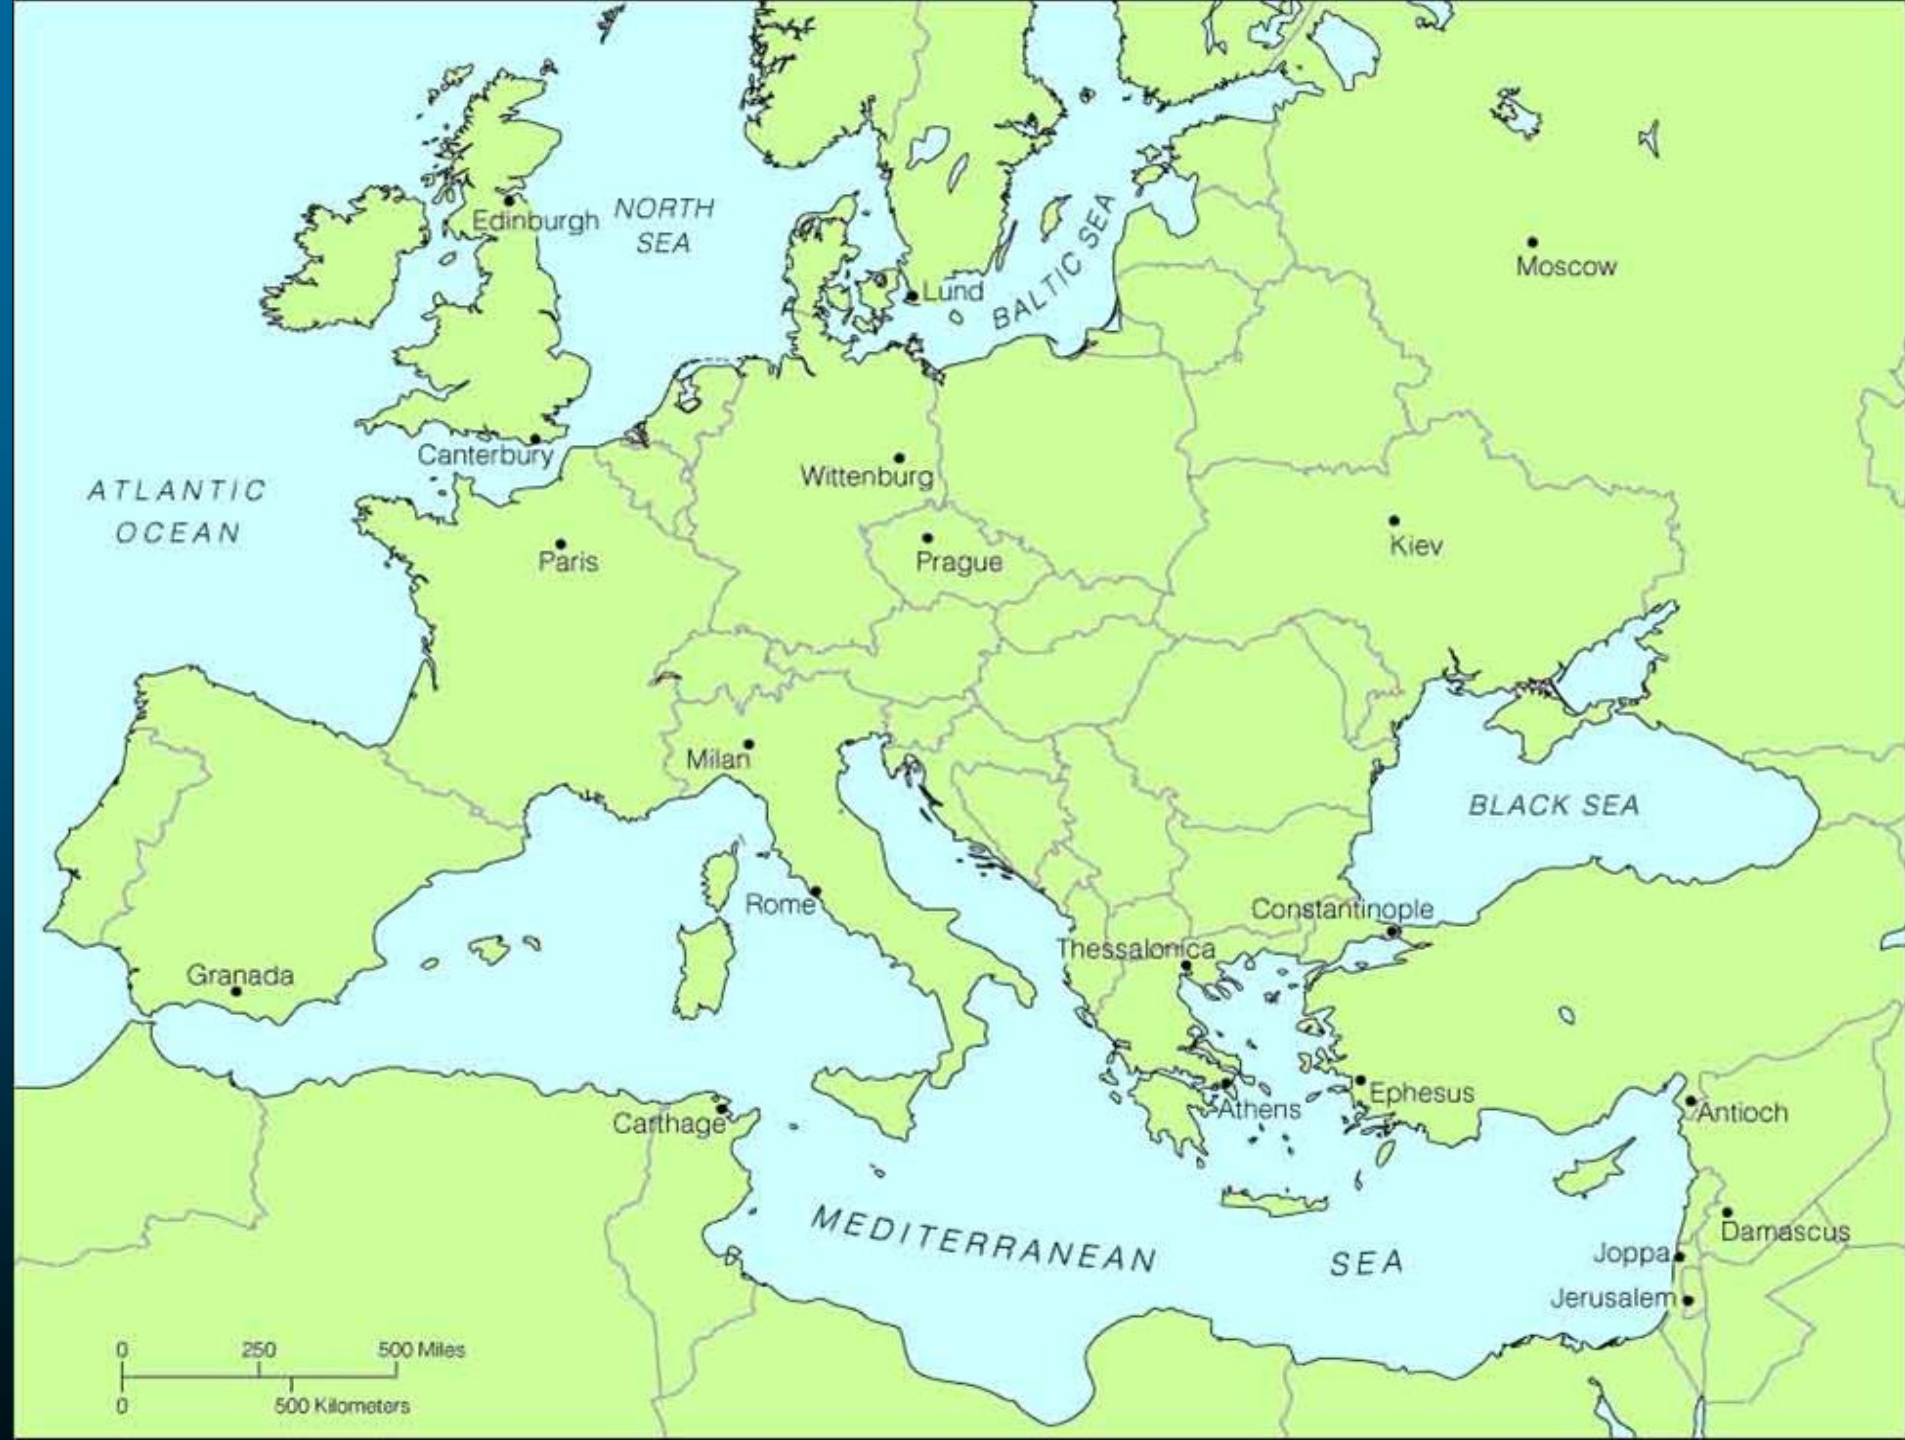 Edinburgh
NORTH
SEA
Moscow
Lund
BALTIC SEA
Canterbury
Wittenburg
ATLANTIC
OCEAN
Paris
Prague
Kiev
Milan
BLACK SEA
Rome
Constantinople
Thessalonica
Granada
Carthage
Athens
Ephesus
Antioch
MEDITERRANEAN SEA
Damascus
Joppa
Jerusalem
0 250 500 Miles
0 500 Kilometers